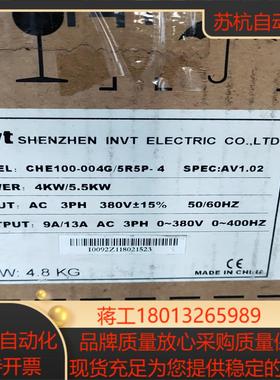 苏杭自动
vt SHENZHEN INVT ELECTRIC CO.,LTD.
EL: CHE100-004G/5R5P-4 SPEC:AV1.02
WER: 4KW/5.5KW
UT: AC 3PH 380V±15% 50/60HZ
TPUT: 9A/13A AC 3PH 0~380V 0~400HZ
10092Z118021523
W: 4.8 KG
MADE IN CHINA
自动化
蒋工18013265989
开票
品牌质量放心采购质量保
现货充足为您提供稳定的